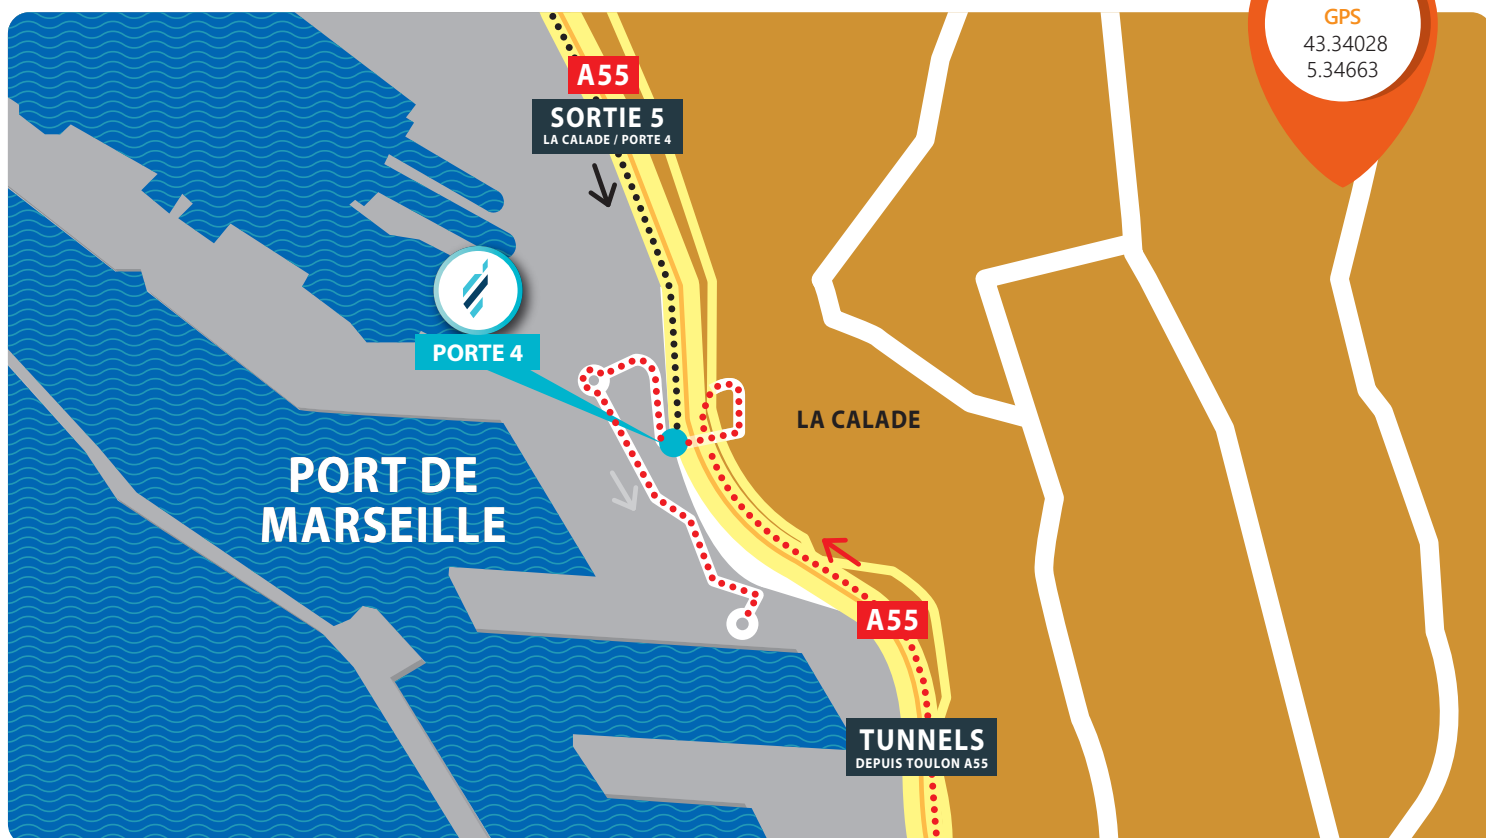 GPS
43.34028
5.34663
A55
SORTIE 5
LA CALADE / PORTE 4
PORTE 4
LA CALADE
PORT DE
MARSEILLE
A55
TUNNELS
DEPUIS TOULON A55